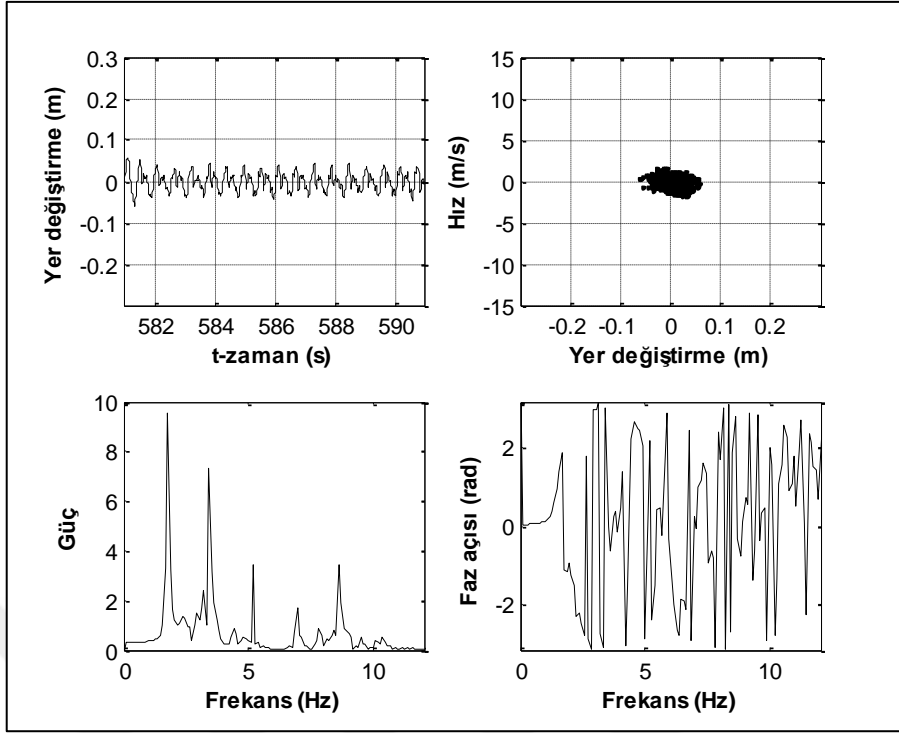 0.3
0.2
0.1
0
-0.1
-0.2
Yer değiştirme (m)
582 584 586 588 590
t-zaman (s)
15
10
5
0
-5
-10
-15
Hız (m/s)
-0.2 -0.1 0 0.1 0.2
Yer değiştirme (m)
10
8
6
4
2
0
Güç
0 5 10
Frekans (Hz)
2
0
-2
Faz açısı (rad)
0 5 10
Frekans (Hz)